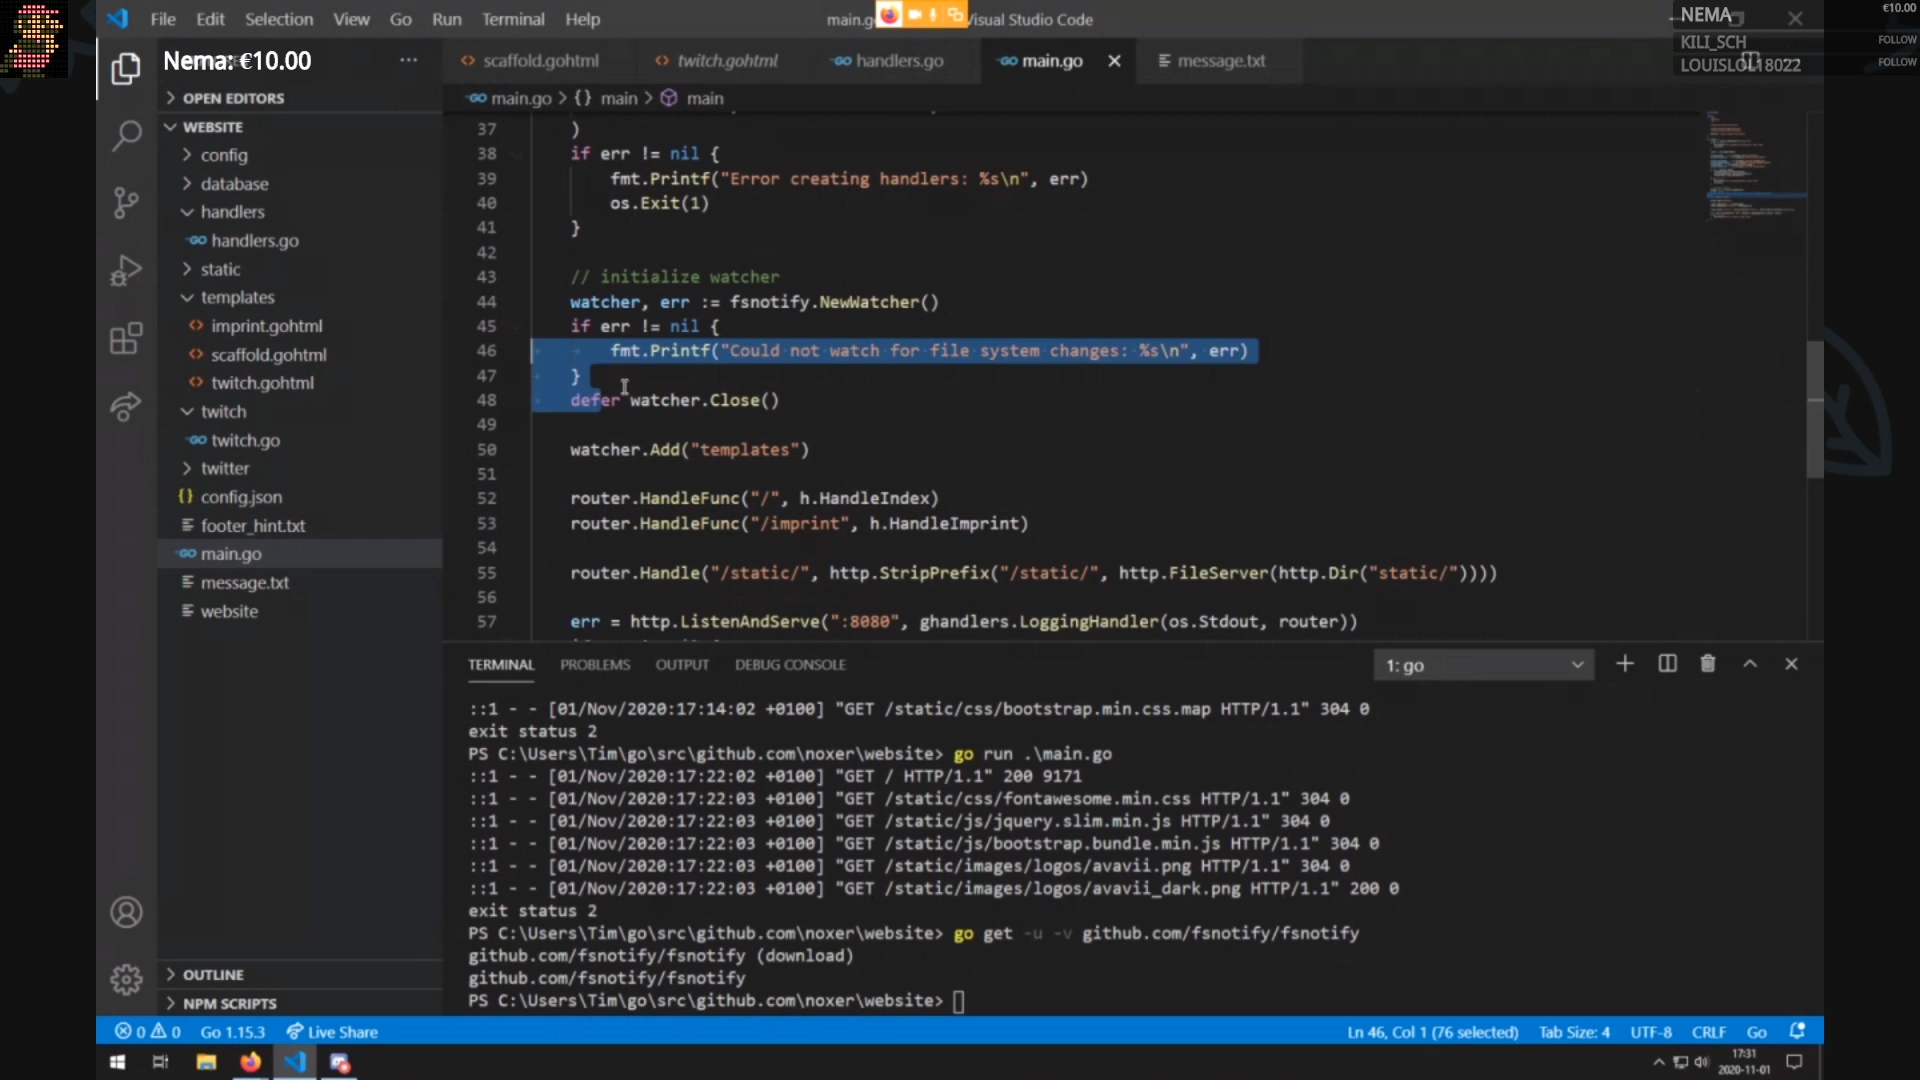 File Edit Selection View Go Run Terminal Help
main.g
Visual Studio Code
NEMA
€10.00
KILI_SCH
FOLLOW
LOUISLOL18022
FOLLOW
Nema: €10.00
scaffold.gohtml
twitch.gohtml
handlers.go
main.go
message.txt
main.go > {} main > main
OPEN EDITORS
WEBSITE
config
database
handlers
handlers.go
static
templates
imprint.gohtml
scaffold.gohtml
twitch.gohtml
twitch
twitch.go
twitter
config.json
footer_hint.txt
main.go
message.txt
website
OUTLINE
NPM SCRIPTS
37 )
38 if err != nil {
39 fmt.Printf("Error creating handlers: %s\n", err)
40 os.Exit(1)
41 }
42
43 // initialize watcher
44 watcher, err := fsnotify.NewWatcher()
45 if err != nil {
46 fmt.Printf("Could not watch for file system changes: %s\n", err)
47 }
48 defer watcher.Close()
49
50 watcher.Add("templates")
51
52 router.HandleFunc("/", h.HandleIndex)
53 router.HandleFunc("/imprint", h.HandleImprint)
54
55 router.Handle("/static/", http.StripPrefix("/static/", http.FileServer(http.Dir("static/"))))
56
57 err = http.ListenAndServe(":8080", ghandlers.LoggingHandler(os.Stdout, router))
TERMINAL PROBLEMS OUTPUT DEBUG CONSOLE
1: go
::1 - - [01/Nov/2020:17:14:02 +0100] "GET /static/css/bootstrap.min.css.map HTTP/1.1" 304 0
exit status 2
PS C:\Users\Tim\go\src\github.com\noxer\website> go run .\main.go
::1 - - [01/Nov/2020:17:22:02 +0100] "GET / HTTP/1.1" 200 9171
::1 - - [01/Nov/2020:17:22:03 +0100] "GET /static/css/fontawesome.min.css HTTP/1.1" 304 0
::1 - - [01/Nov/2020:17:22:03 +0100] "GET /static/js/jquery.slim.min.js HTTP/1.1" 304 0
::1 - - [01/Nov/2020:17:22:03 +0100] "GET /static/js/bootstrap.bundle.min.js HTTP/1.1" 304 0
::1 - - [01/Nov/2020:17:22:03 +0100] "GET /static/images/logos/avavii.png HTTP/1.1" 304 0
::1 - - [01/Nov/2020:17:22:03 +0100] "GET /static/images/logos/avavii_dark.png HTTP/1.1" 200 0
exit status 2
PS C:\Users\Tim\go\src\github.com\noxer\website> go get -u -v github.com/fsnotify/fsnotify
github.com/fsnotify/fsnotify (download)
github.com/fsnotify/fsnotify
PS C:\Users\Tim\go\src\github.com\noxer\website>
0 0 Go 1.15.3 Live Share
Ln 46, Col 1 (76 selected) Tab Size: 4 UTF-8 CRLF Go
17:31
2020-11-01